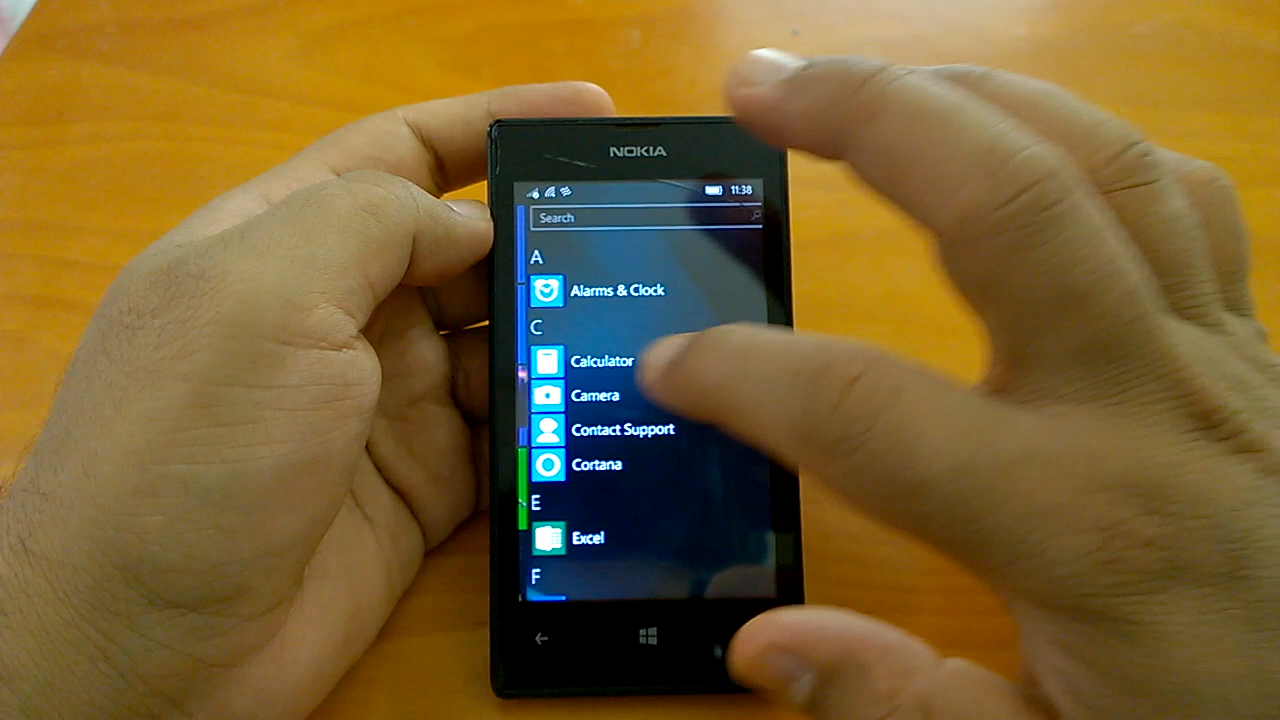 NOKIA
11:38
Search
A
Alarms & Clock
C
Calculator
Camera
Contact Support
Cortana
E
Excel
F